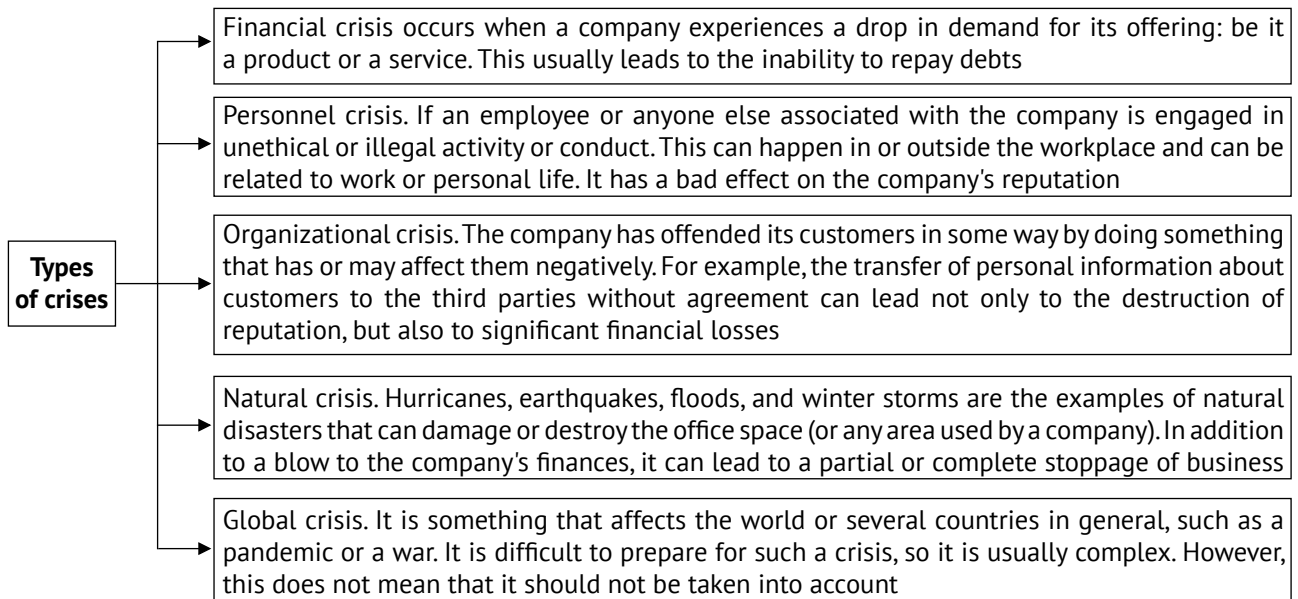 Financial crisis occurs when a company experiences a drop in demand for its offering: be it
a product or a service. This usually leads to the inability to repay debts
Personnel crisis. If an employee or anyone else associated with the company is engaged in
unethical or illegal activity or conduct. This can happen in or outside the workplace and can be
related to work or personal life. It has a bad effect on the company's reputation
Types
of crises
Organizational crisis. The company has offended its customers in some way by doing something
that has or may affect them negatively. For example, the transfer of personal information about
customers to the third parties without agreement can lead not only to the destruction of
reputation, but also to significant financial losses
Natural crisis. Hurricanes, earthquakes, floods, and winter storms are the examples of natural
disasters that can damage or destroy the office space (or any area used by a company). In addition
to a blow to the company's finances, it can lead to a partial or complete stoppage of business
Global crisis. It is something that affects the world or several countries in general, such as a
pandemic or a war. It is difficult to prepare for such a crisis, so it is usually complex. However,
this does not mean that it should not be taken into account